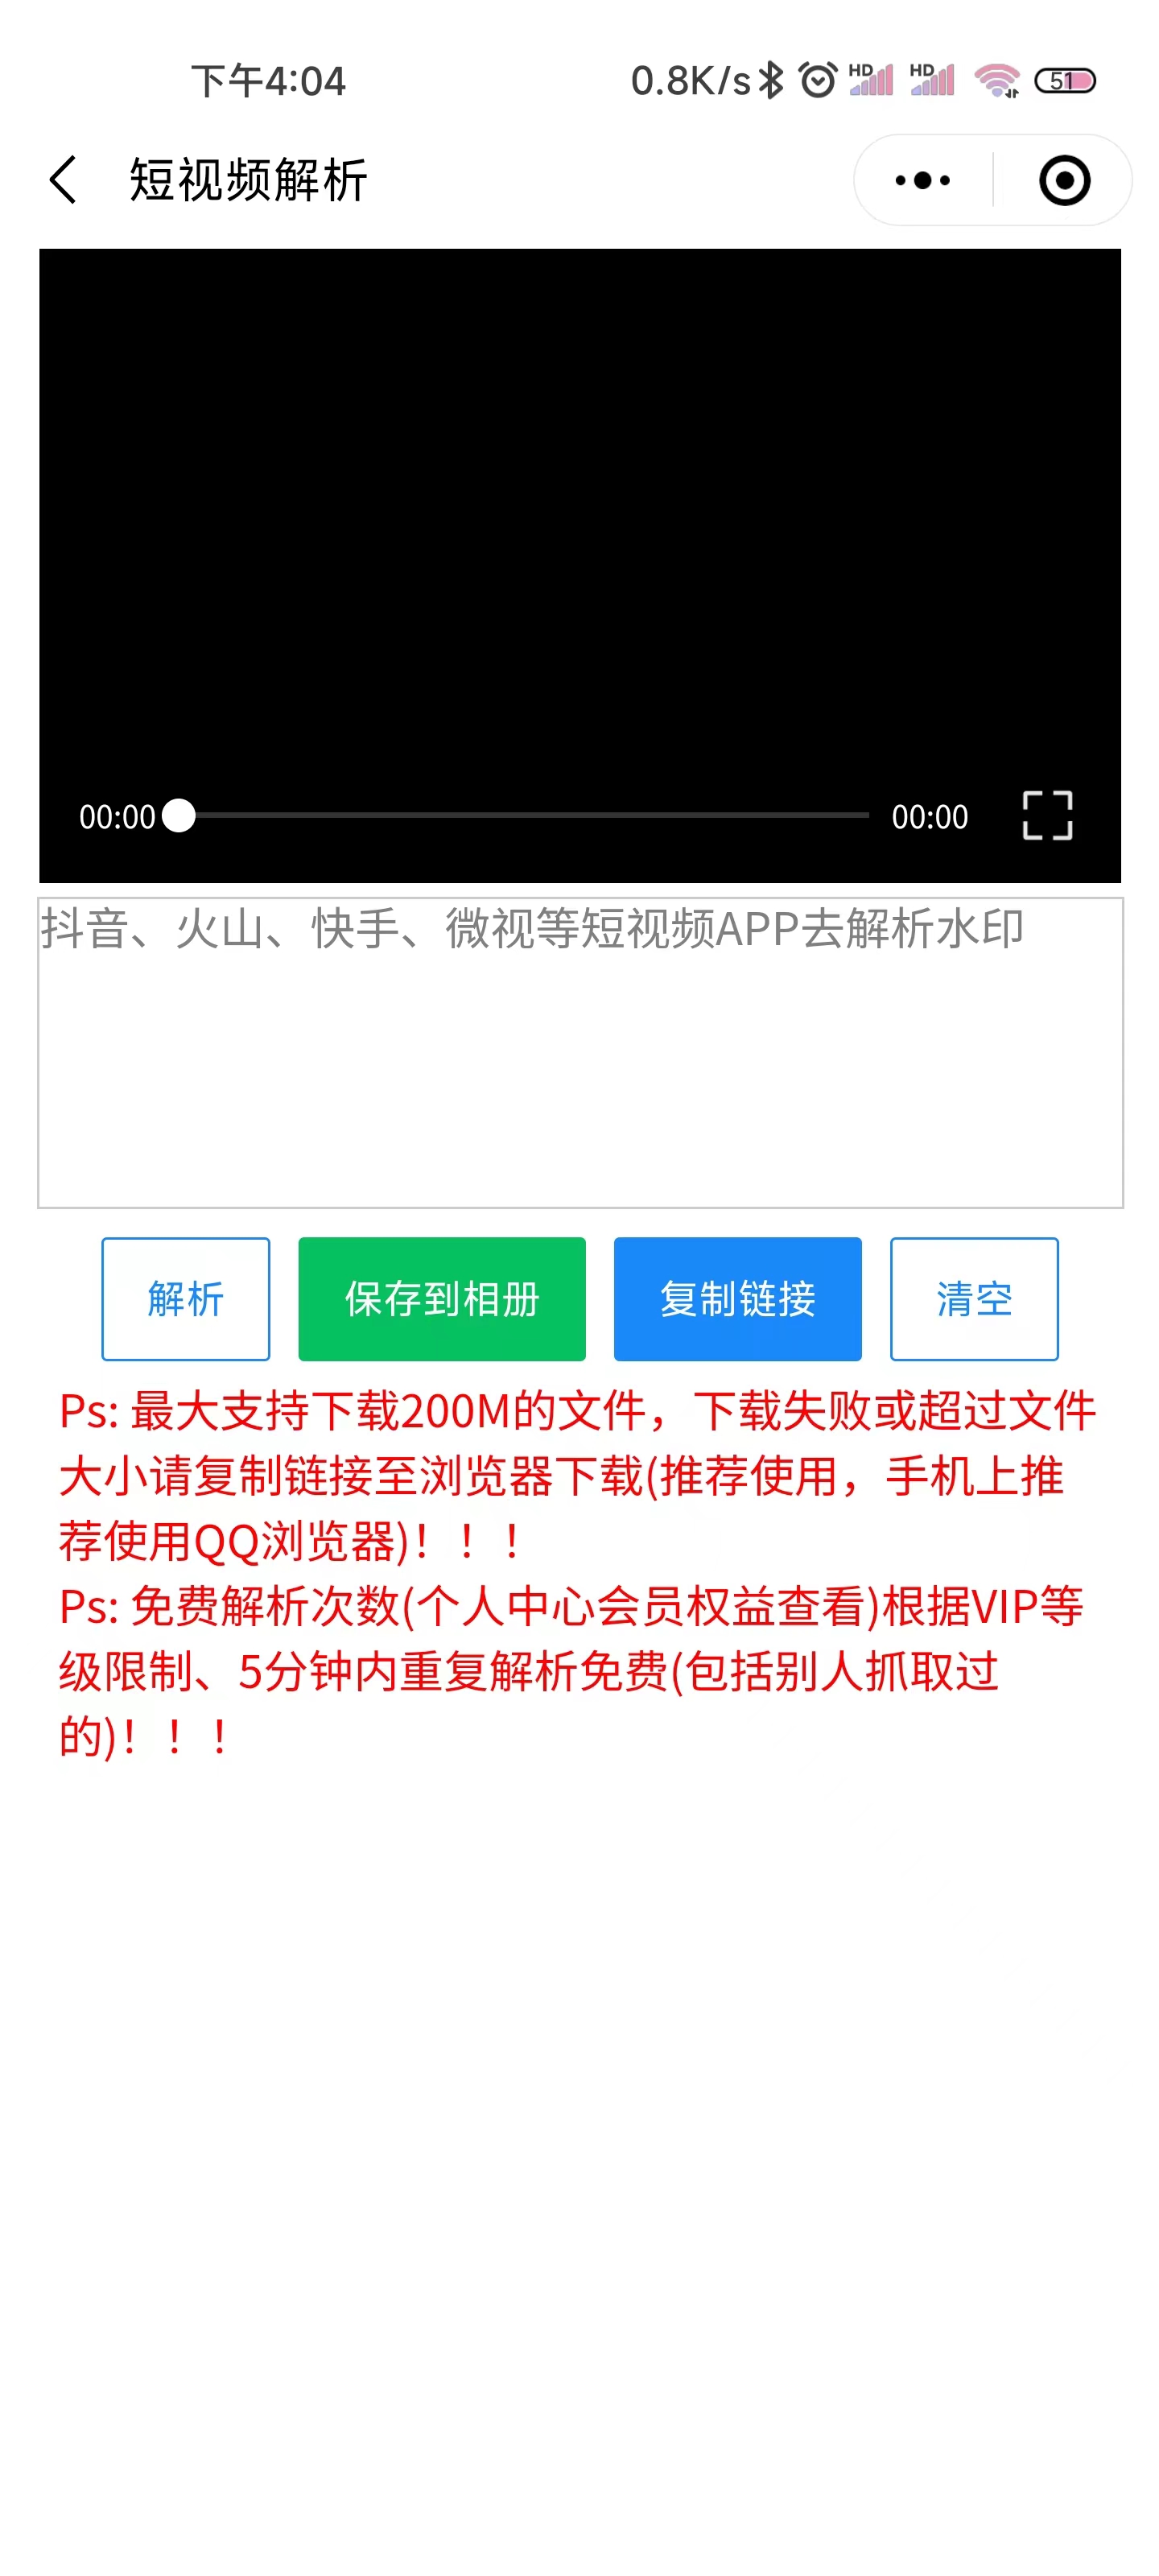 下午4:04 0.8K/s HD HD 51
短视频解析
00:00 00:00
抖音、火山、快手、微视等短视频APP去解析水印
解析 保存到相册 复制链接 清空
Ps: 最大支持下载200M的文件，下载失败或超过文件
大小请复制链接至浏览器下载(推荐使用，手机上推
荐使用QQ浏览器)！！！
Ps: 免费解析次数(个人中心会员权益查看)根据VIP等
级限制、5分钟内重复解析免费(包括别人抓取过
的)！！！